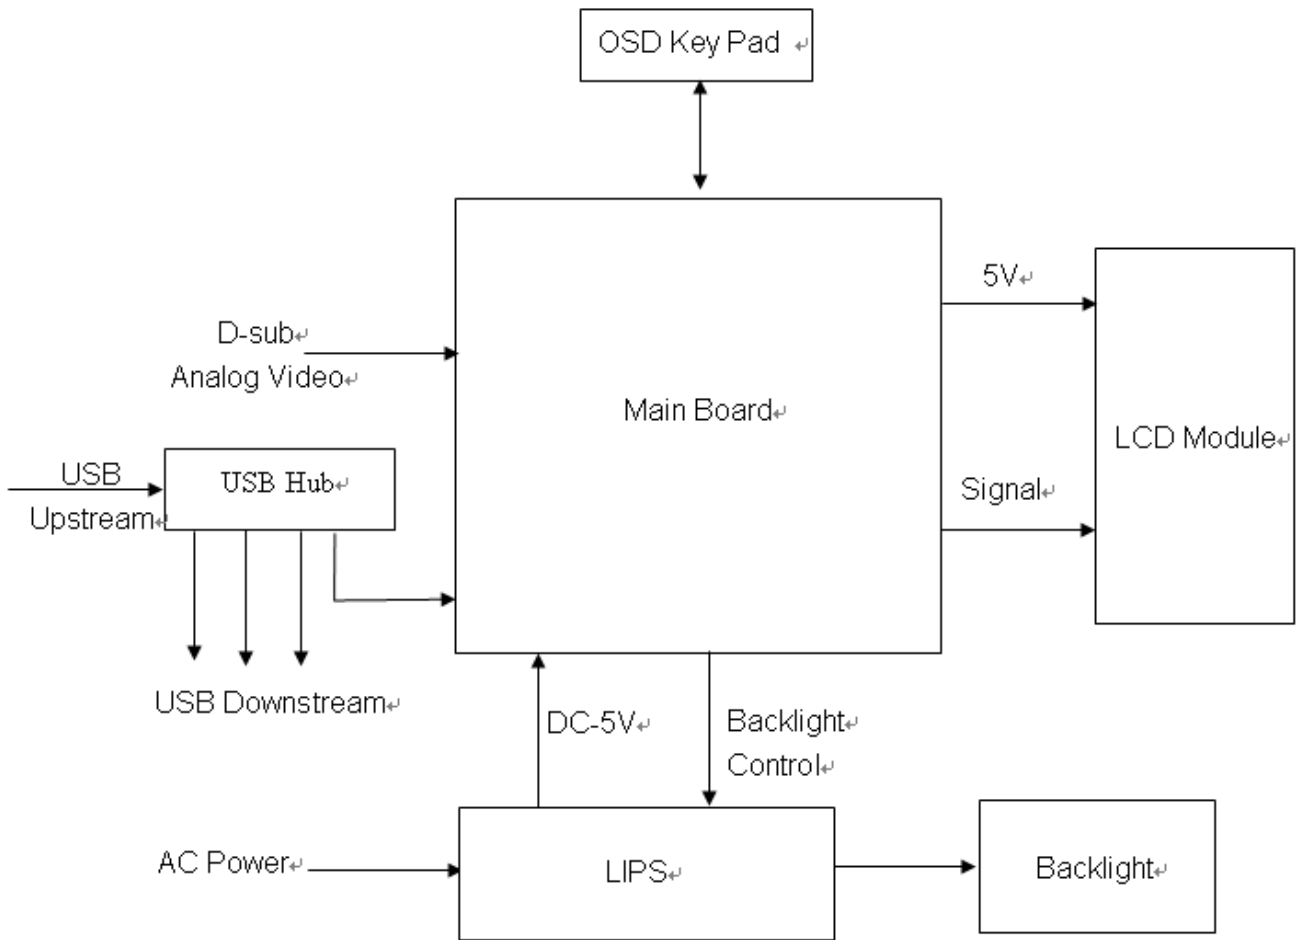 OSD Key Pad
5V
D-sub
Analog Video
Main Board
LCD Module
USB
Upstream
USB Hub
Signal
USB Downstream
DC-5V
Backlight
Control
AC Power
LIPS
Backlight